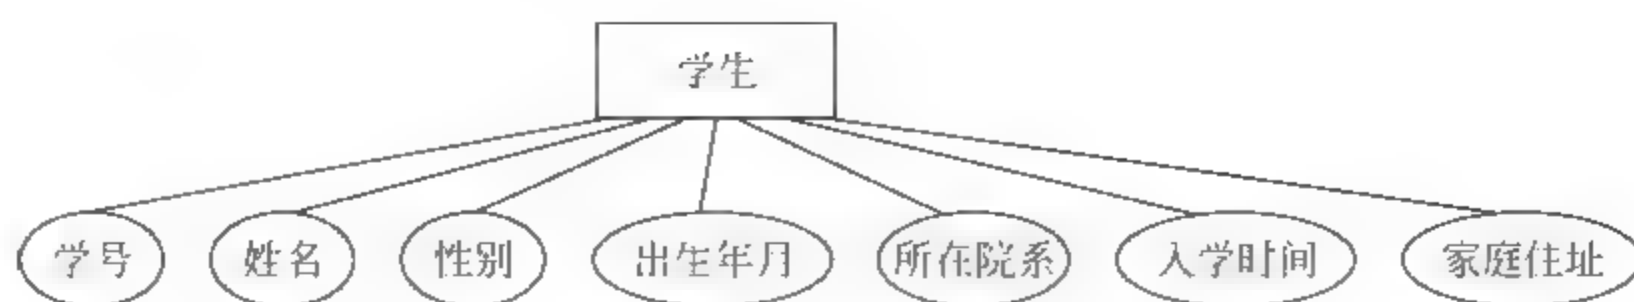 学生
学号 姓名 性别 出生年月 所在院系 入学时间 家庭住址